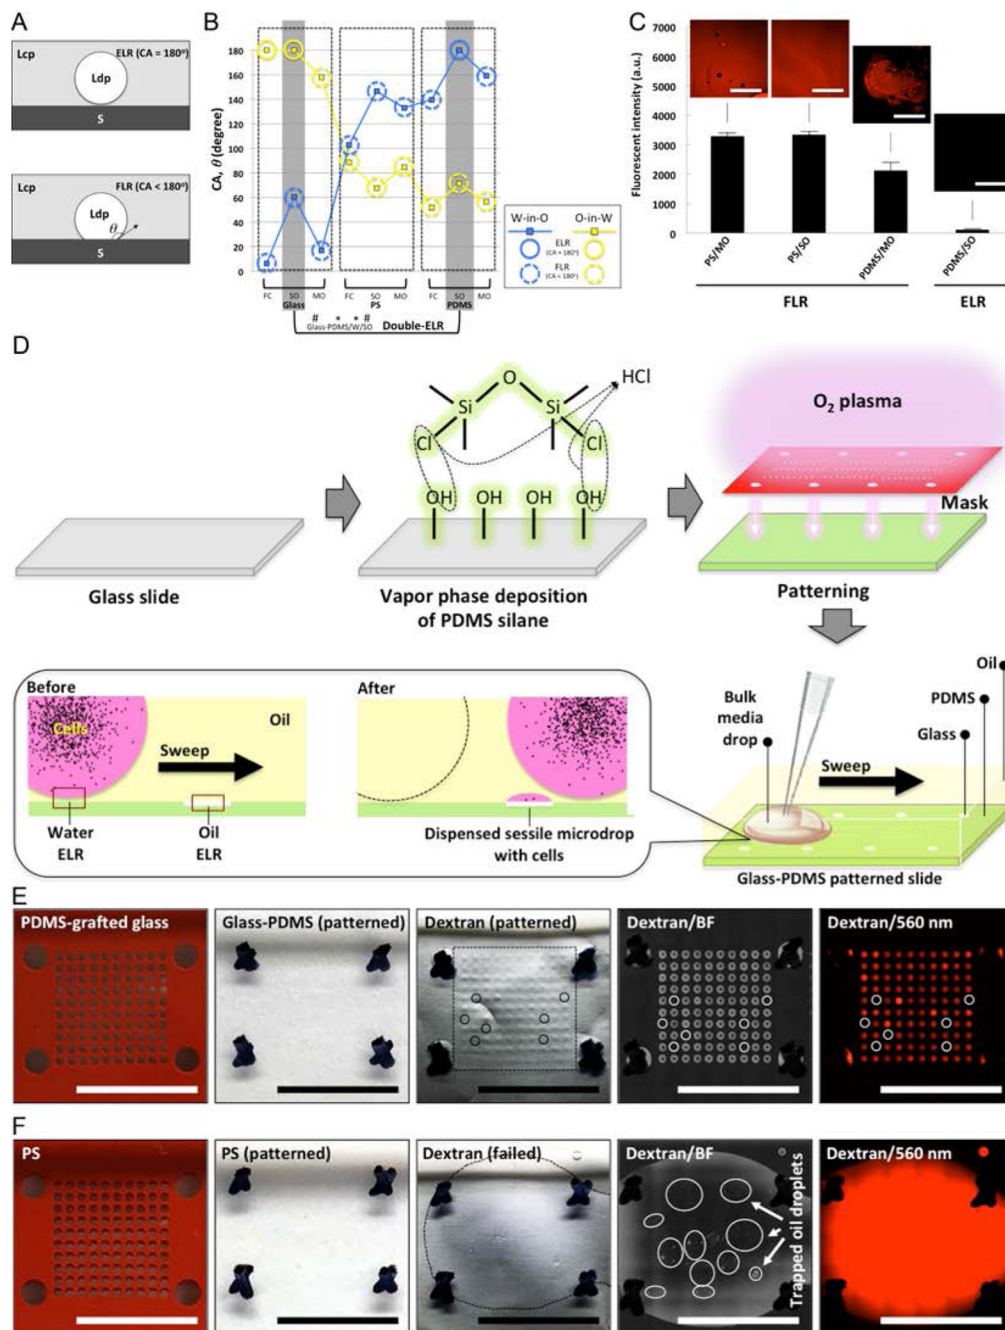 A
Lcp
ELR (CA = 180°)
Ldp
S
Lcp
FLR (CA < 180°)
Ldp
θ
S
B
CA, θ (degree)
180
160
140
120
100
80
60
40
20
0
FC SO MO FC SO MO FC SO MO
Glass PS PDMS
# * * #
Glass-PDMS/W/SO
Double-ELR
W-in-O O-in-W
ELR
(CA = 180°)
FLR
(CA < 180°)
C
Fluorescent intensity (a.u.)
7000
6000
5000
4000
3000
2000
1000
0
PS/MO
PS/SO
PDMS/MO
PDMS/SO
FLR ELR
D
Glass slide
O
Si Si
Cl Cl
HCl
OH OH OH OH
Vapor phase deposition
of PDMS silane
O2 plasma
Mask
Patterning
Before
Cells
Oil
Sweep
Water
ELR
Oil
ELR
After
Dispensed sessile microdrop
with cells
Bulk
media
drop
Sweep
Oil
PDMS
Glass
Glass-PDMS patterned slide
E
PDMS-grafted glass
Glass-PDMS (patterned)
Dextran (patterned)
Dextran/BF
Dextran/560 nm
F
PS
PS (patterned)
Dextran (failed)
Dextran/BF
Trapped oil droplets
Dextran/560 nm